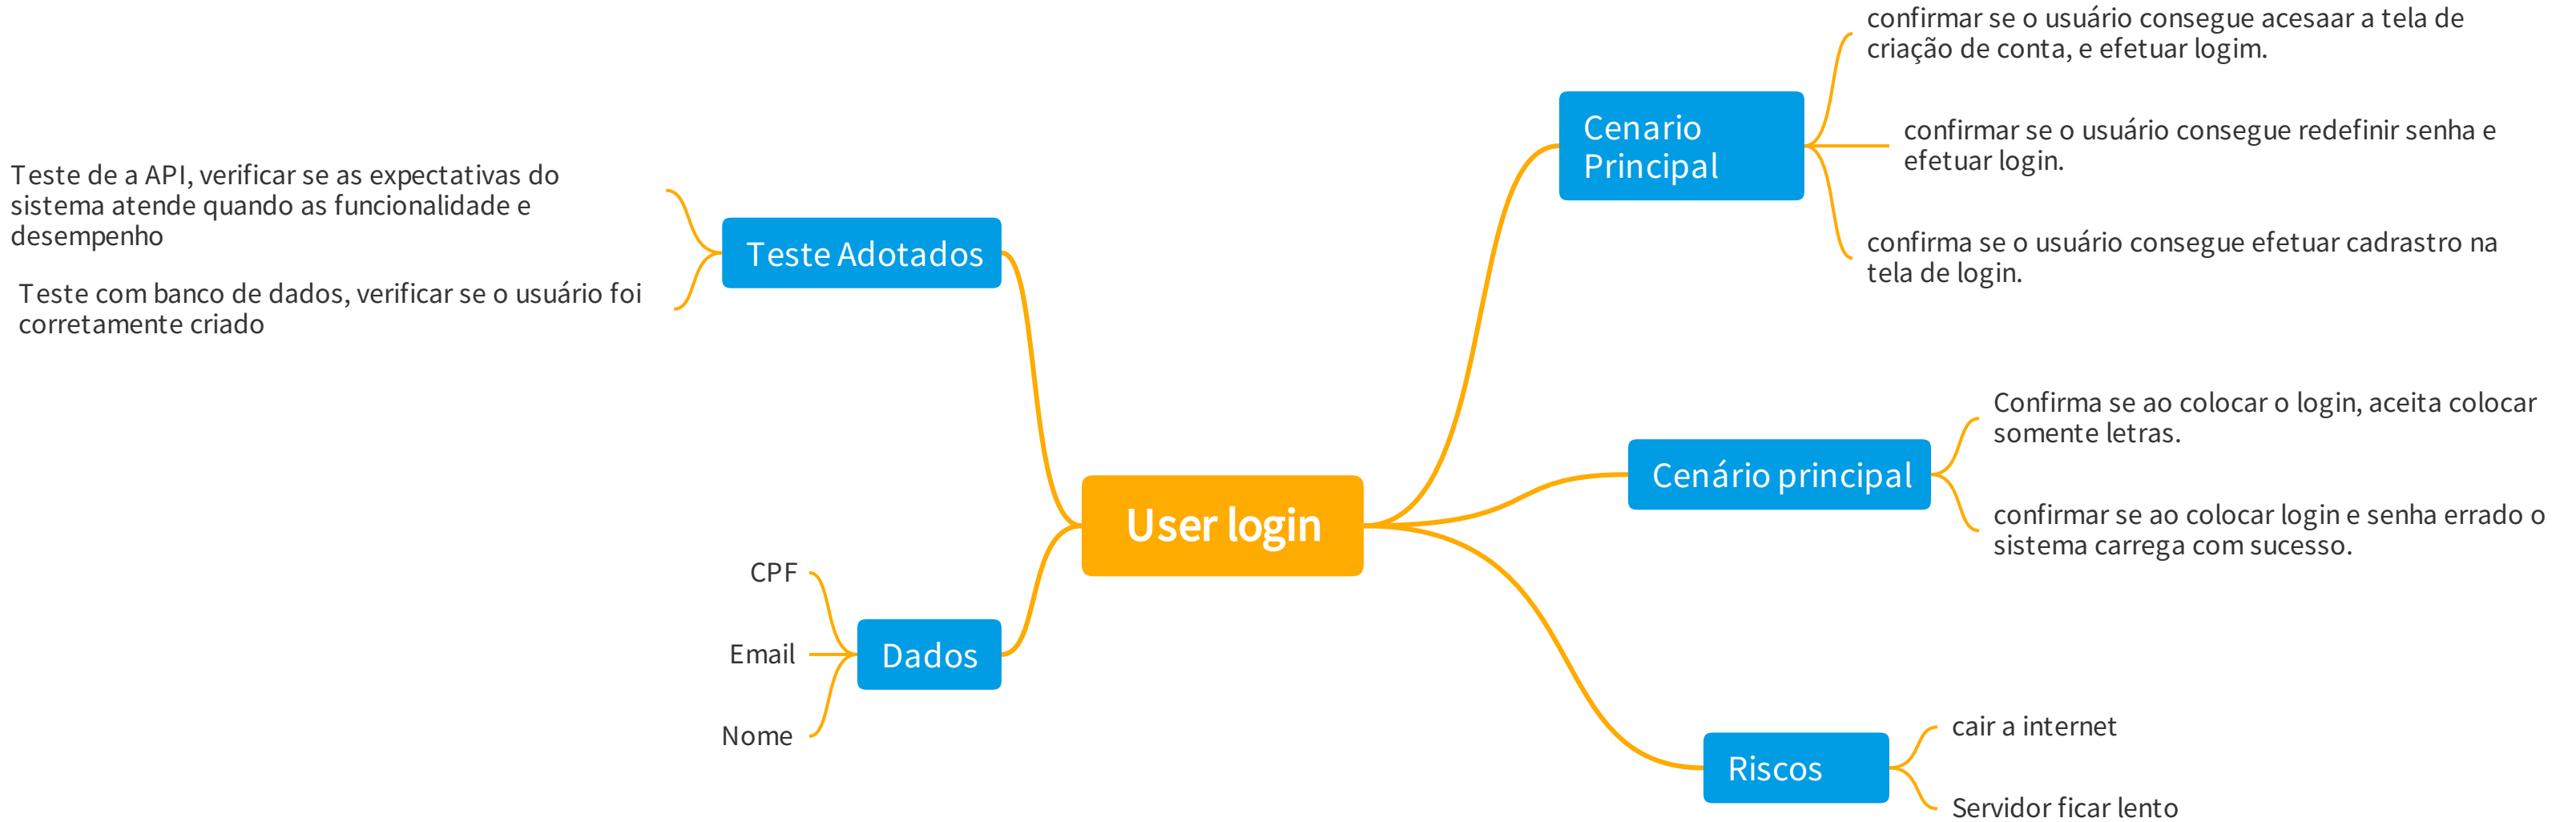 User login
Cenario
Principal
confirmar se o usuário consegue acesaar a tela de
criação de conta, e efetuar logim.
confirmar se o usuário consegue redefinir senha e
efetuar login.
confirma se o usuário consegue efetuar cadrastro na
tela de login.
Cenário principal
Confirma se ao colocar o login, aceita colocar
somente letras.
confirmar se ao colocar login e senha errado o
sistema carrega com sucesso.
Riscos
cair a internet
Servidor ficar lento
Teste Adotados
Teste de a API, verificar se as expectativas do
sistema atende quando as funcionalidade e
desempenho
Teste com banco de dados, verificar se o usuário foi
corretamente criado
Dados
CPF
Email
Nome